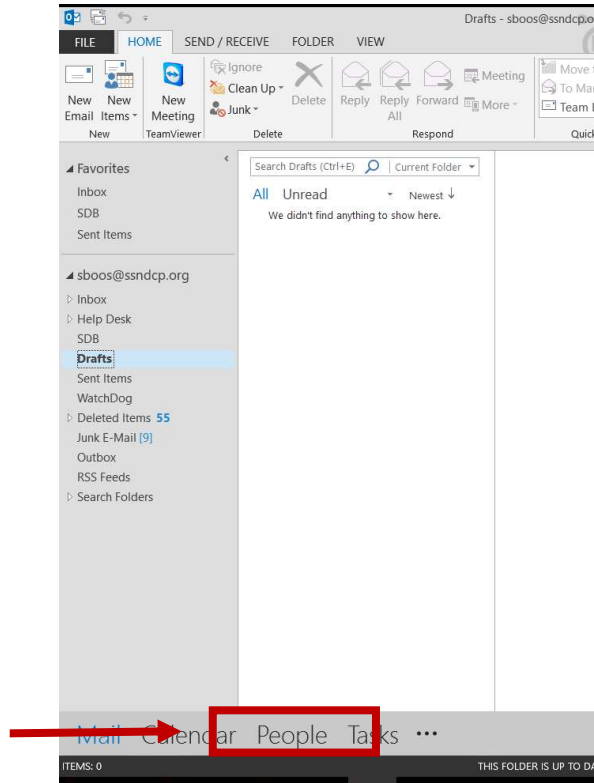 Drafts - sboos@ssndcp.o
FILE HOME SEND / RECEIVE FOLDER VIEW
New Email
New Items
New Meeting
Ignore
Clean Up
Junk
Delete
Reply
Reply All
Forward
Meeting
More
Move
To Ma
Team
New TeamViewer Delete Respond Quick
Favorites
Inbox
SDB
Sent Items
sboos@ssndcp.org
Inbox
Help Desk
SDB
Drafts
Sent Items
WatchDog
Deleted Items 55
Junk E-Mail [9]
Outbox
RSS Feeds
Search Folders
Search Drafts (Ctrl+E) Current Folder
All Unread Newest ↓
We didn't find anything to show here.
Mail Calendar People Tasks •••
ITEMS: 0 THIS FOLDER IS UP TO DA